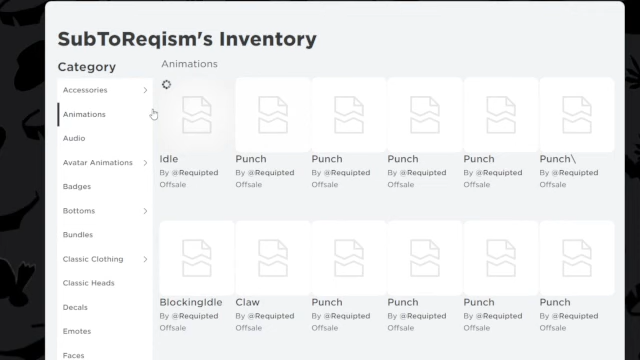 SubToReqism's Inventory
Category
Animations
Accessories
Animations
Audio
Avatar Animations
Badges
Bottoms
Bundles
Classic Clothing
Classic Heads
Decals
Emotes
Faces
Idle Punch Punch Punch Punch Punch\
By @Requipted By @Requipted By @Requipted By @Requipted By @Requipted By @Requipted
Offsale Offsale Offsale Offsale Offsale Offsale
BlockingIdle Claw Punch Punch Punch Punch
By @Requipted By @Requipted By @Requipted By @Requipted By @Requipted By @Requipted
Offsale Offsale Offsale Offsale Offsale Offsale